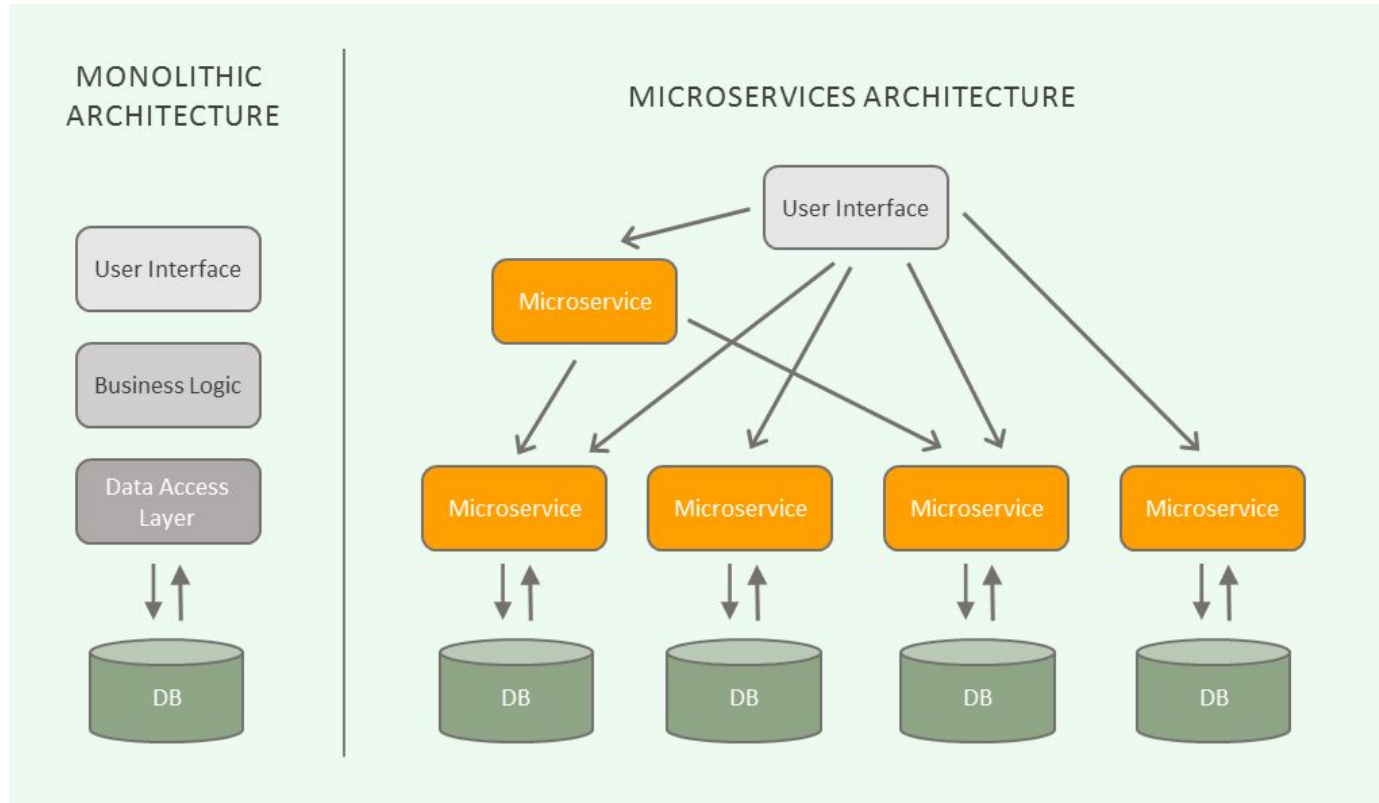 MONOLITHIC
ARCHITECTURE
User Interface
Business Logic
Data Access
Layer
DB
MICROSERVICES ARCHITECTURE
User Interface
Microservice
Microservice
Microservice
Microservice
Microservice
DB
DB
DB
DB